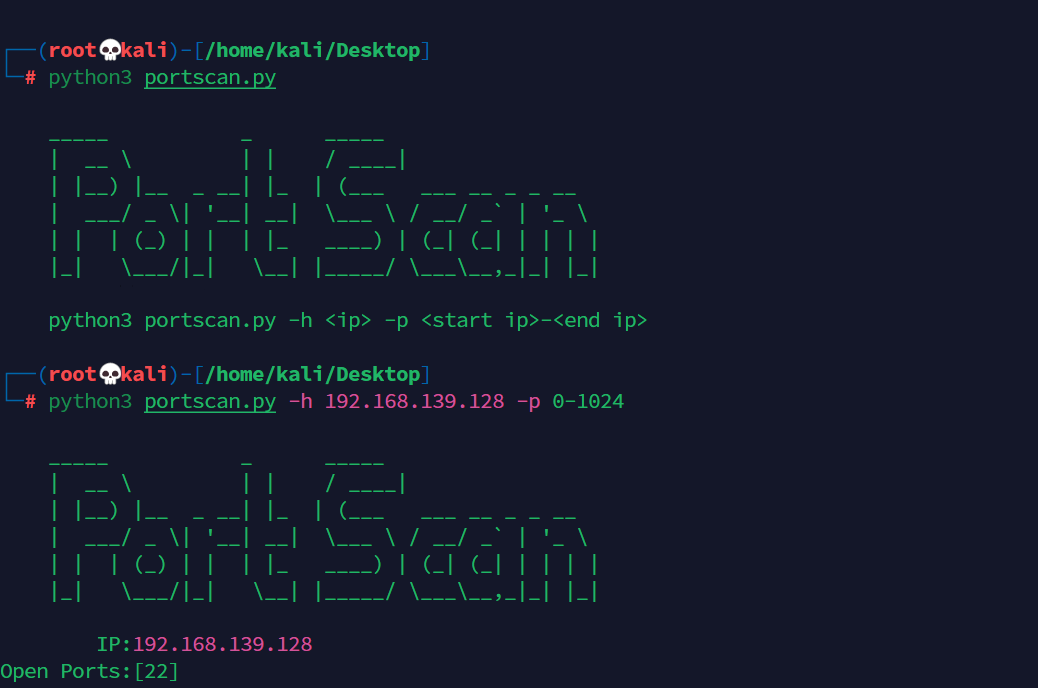 ┌──(root💀kali)-[/home/kali/Desktop]
└─# python3 portscan.py
    _____           _      _____
    |  __ \         | |    / ____|
    | |__) |__  _ __| |_  | (___   ___ __ _ _ __
    |  ___/ _ \| '__| __|  \___ \ / __/ _` | '_ \
    | |  | (_) | |  | |_   ____) | (_| (_| | | | |
    |_|   \___/|_|   \__| |_____/ \___\__,_|_| |_|
    python3 portscan.py -h <ip> -p <start ip>-<end ip>
┌──(root💀kali)-[/home/kali/Desktop]
└─# python3 portscan.py -h 192.168.139.128 -p 0-1024
    _____           _      _____
    |  __ \         | |    / ____|
    | |__) |__  _ __| |_  | (___   ___ __ _ _ __
    |  ___/ _ \| '__| __|  \___ \ / __/ _` | '_ \
    | |  | (_) | |  | |_   ____) | (_| (_| | | | |
    |_|   \___/|_|   \__| |_____/ \___\__,_|_| |_|
        IP:192.168.139.128
Open Ports:[22]